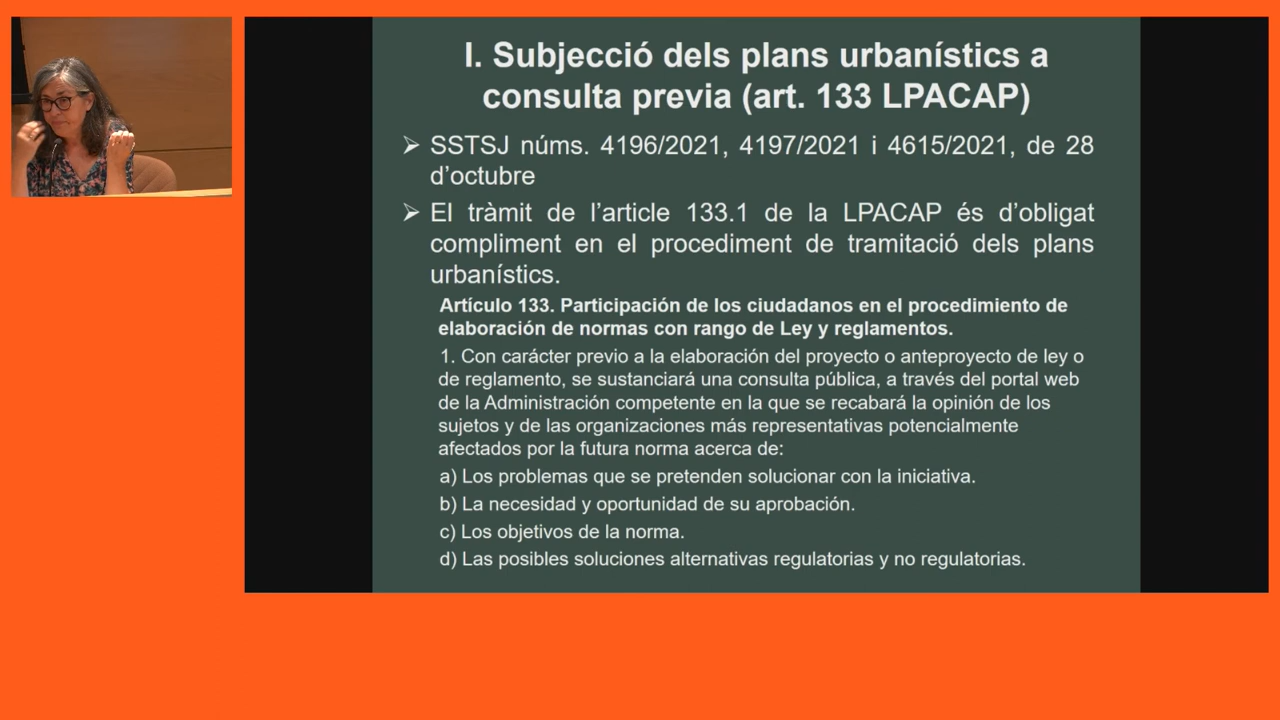 I. Subjecció dels plans urbanístics a
consulta previa (art. 133 LPACAP)
➢ SSTSJ núms. 4196/2021, 4197/2021 i 4615/2021, de 28
d’octubre
➢ El tràmit de l’article 133.1 de la LPACAP és d’obligat
compliment en el procediment de tramitació dels plans
urbanístics.
Artículo 133. Participación de los ciudadanos en el procedimiento de
elaboración de normas con rango de Ley y reglamentos.
1. Con carácter previo a la elaboración del proyecto o anteproyecto de ley o
de reglamento, se sustanciará una consulta pública, a través del portal web
de la Administración competente en la que se recabará la opinión de los
sujetos y de las organizaciones más representativas potencialmente
afectados por la futura norma acerca de:
a) Los problemas que se pretenden solucionar con la iniciativa.
b) La necesidad y oportunidad de su aprobación.
c) Los objetivos de la norma.
d) Las posibles soluciones alternativas regulatorias y no regulatorias.